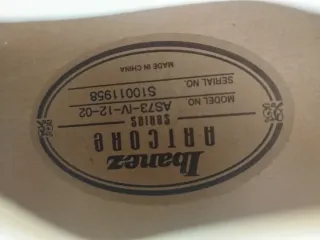 Ibanez
ARTCORE
SERIES
MODEL NO. AS73-IV-12-02
SERIAL NO. S10011958
MADE IN CHINA